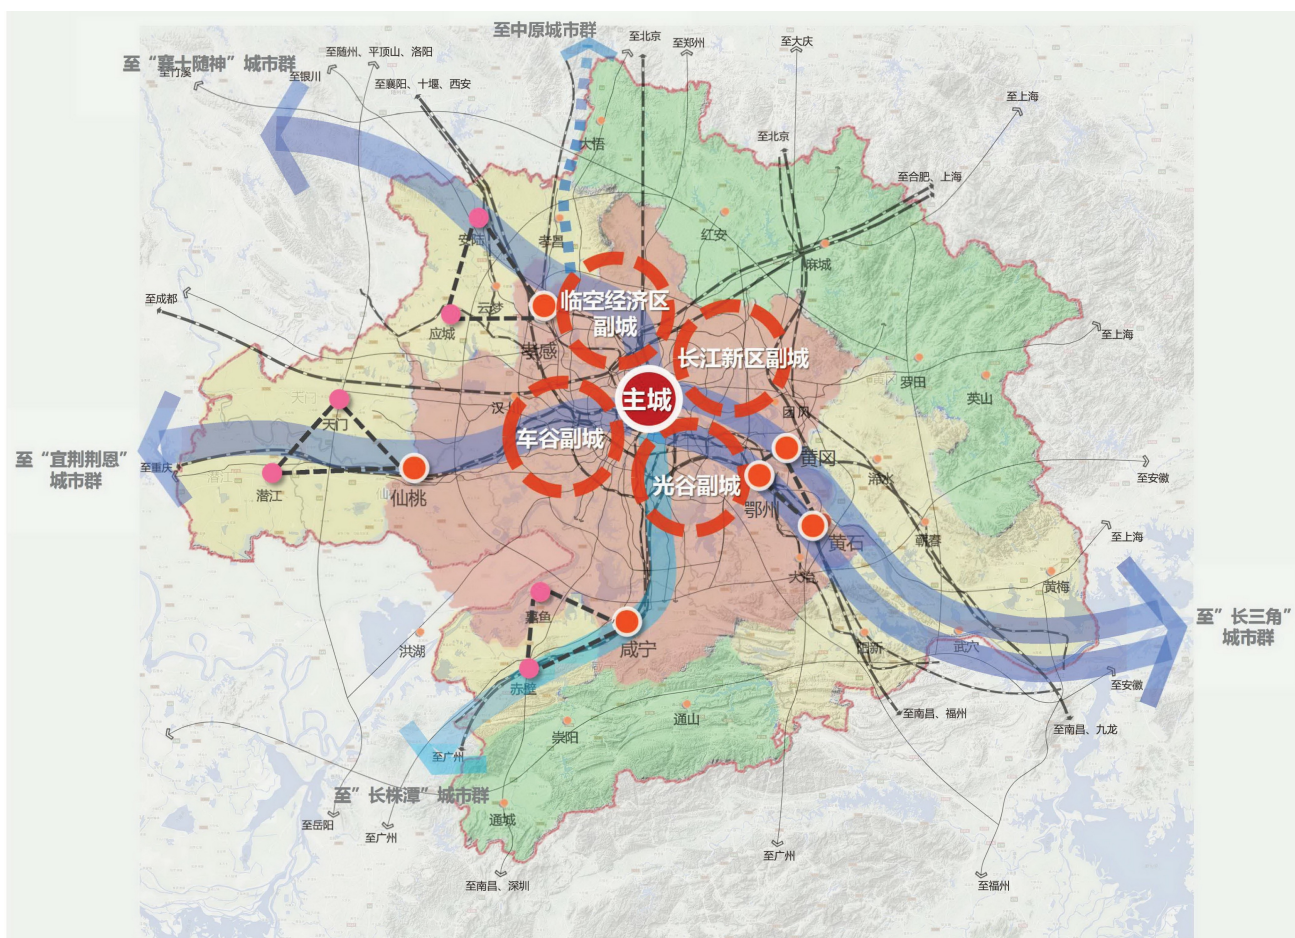 至中原城市群
至北京
至郑州
至大庆
至随州、平顶山、洛阳
至“襄十随神”城市群
至竹溪
至银川
至襄阳、十堰、西安
至上海
至北京
大悟
至合肥、上海
安陆
孝昌
红安
麻城
至成都
云梦
应城
临空经济区
副城
孝感
长江新区副城
至上海
罗田
英山
天门
天门
汉川
主城
团风
车谷副城
至“宜荆荆恩”
城市群
至重庆
潜江
潜江
仙桃
光谷副城
黄冈
浠水
至安徽
鄂州
黄石
蕲春
至上海
大冶
黄梅
嘉鱼
洪湖
咸宁
阳新
武穴
至”长三角”
城市群
赤壁
至安徽
通山
至南昌、福州
崇阳
至南昌、九龙
至广州
至”长株潭”城市群
通城
至岳阳
至广州
至广州
至南昌、深圳
至福州